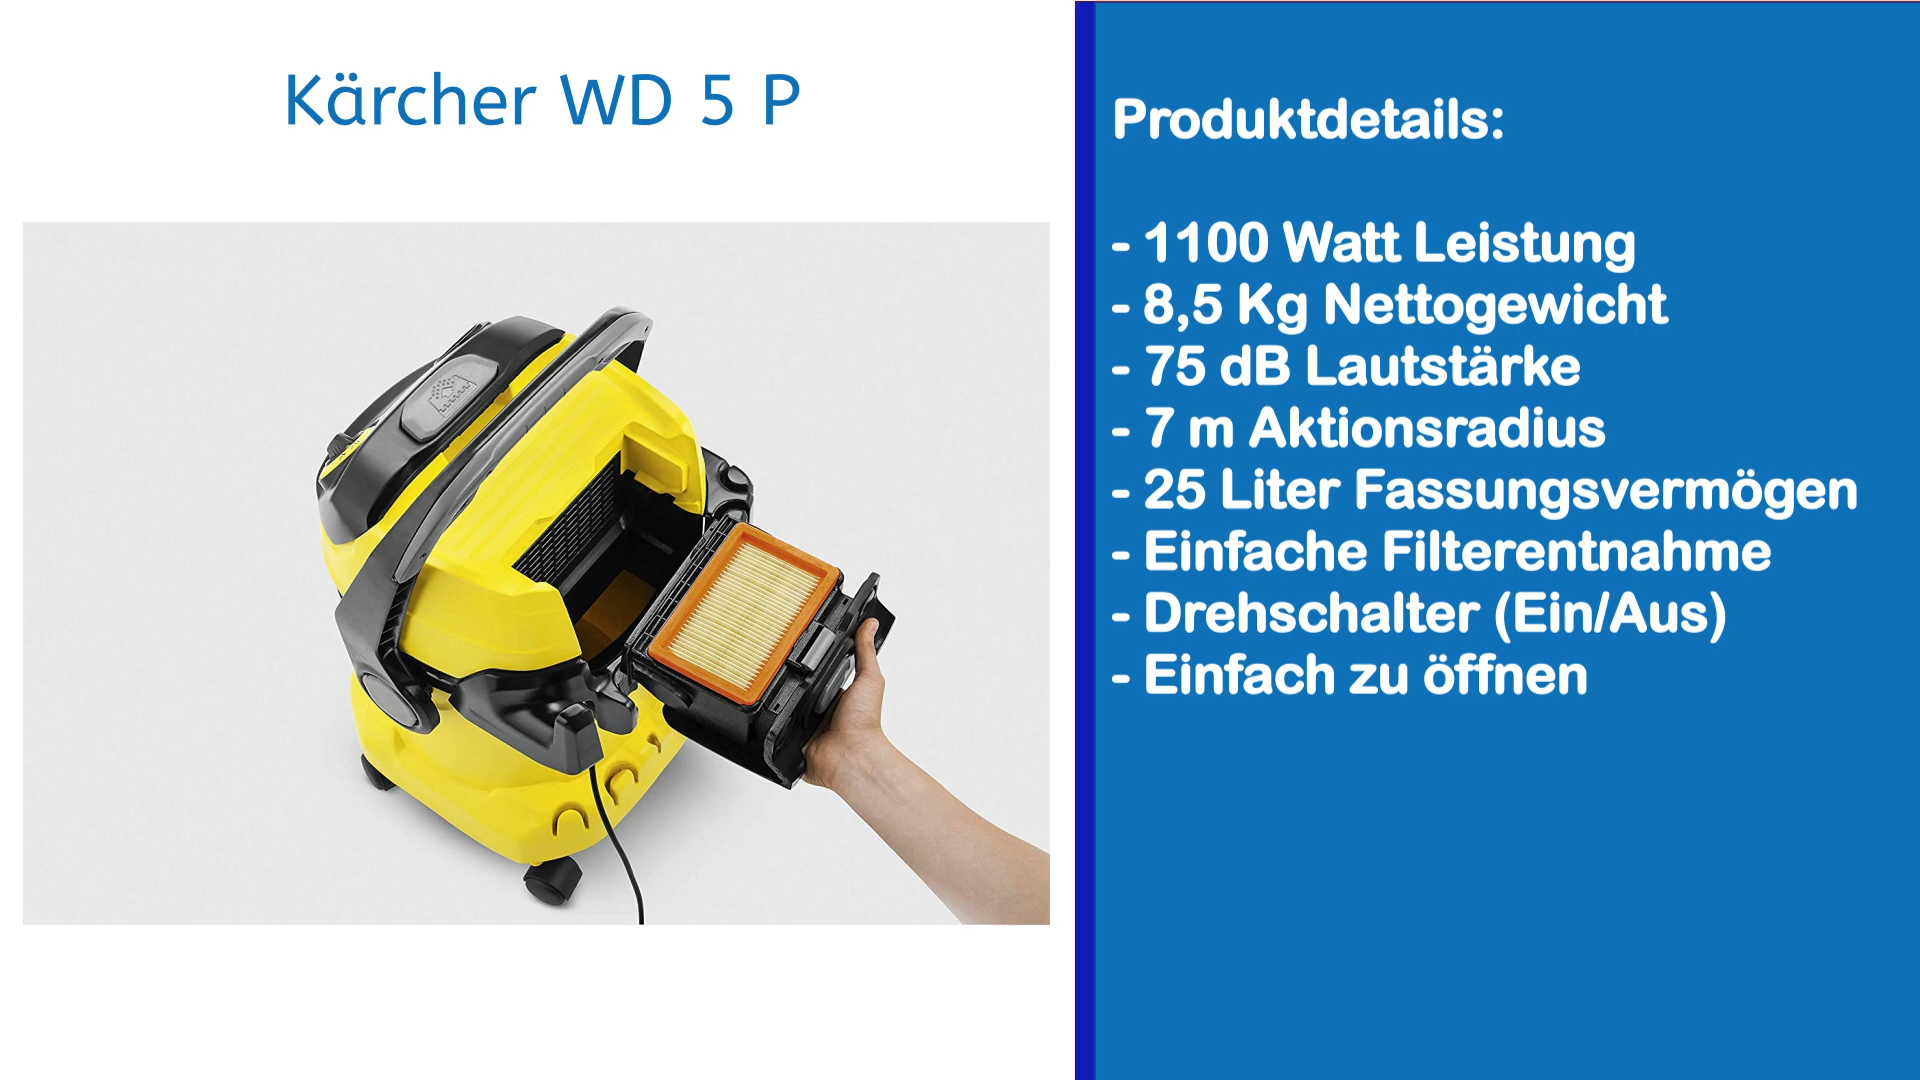 Kärcher WD 5 P
Produktdetails:
- 1100 Watt Leistung
- 8,5 Kg Nettogewicht
- 75 dB Lautstärke
- 7 m Aktionsradius
- 25 Liter Fassungsvermögen
- Einfache Filterentnahme
- Drehschalter (Ein/Aus)
- Einfach zu öffnen